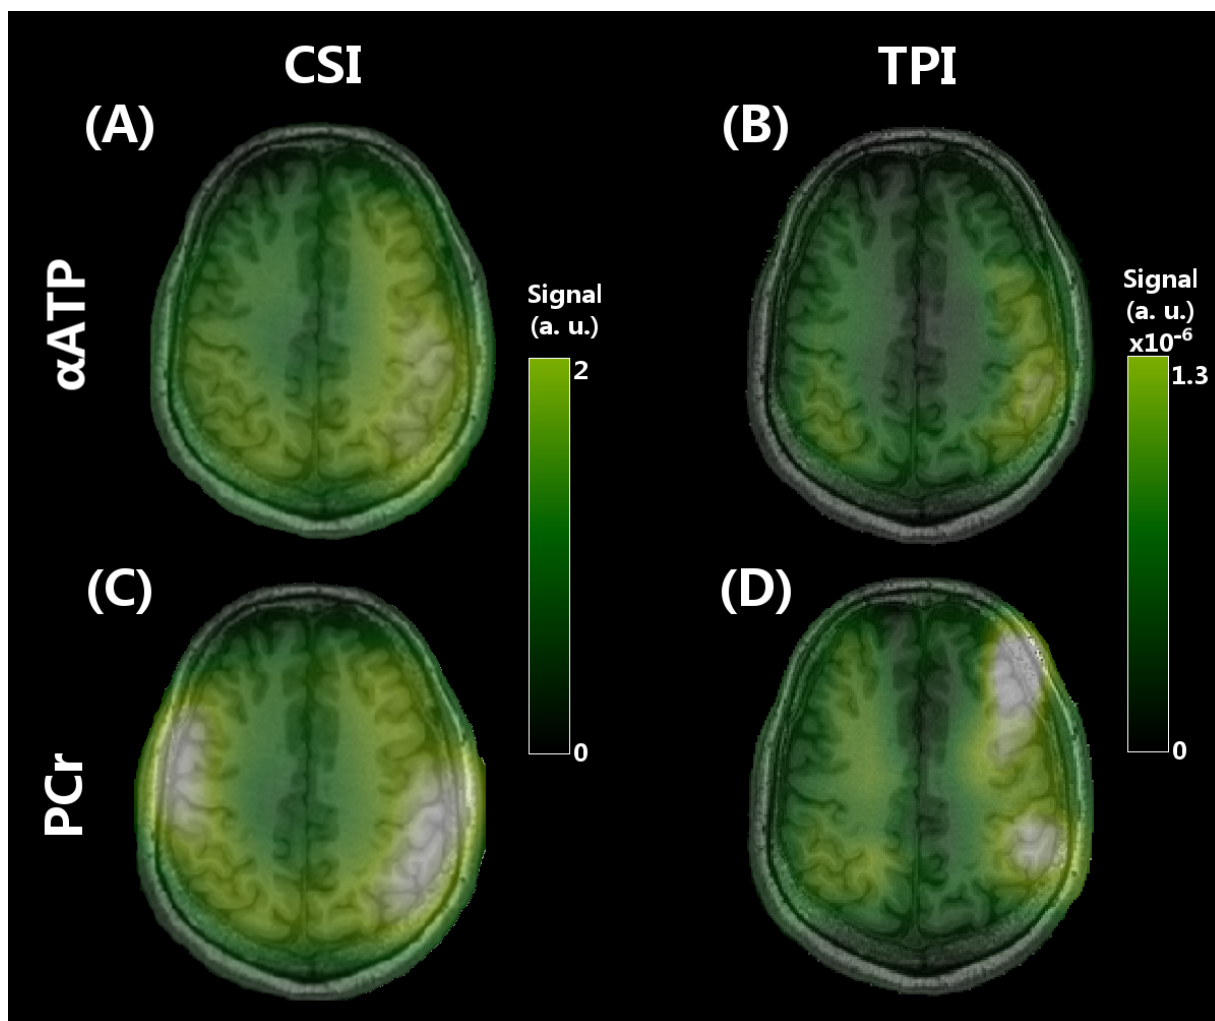 CSI
TPI
(A)
(B)
αATP
Signal
(a. u.)
2
0
Signal
(a. u.)
x10⁻⁶
1.3
0
(C)
(D)
PCr